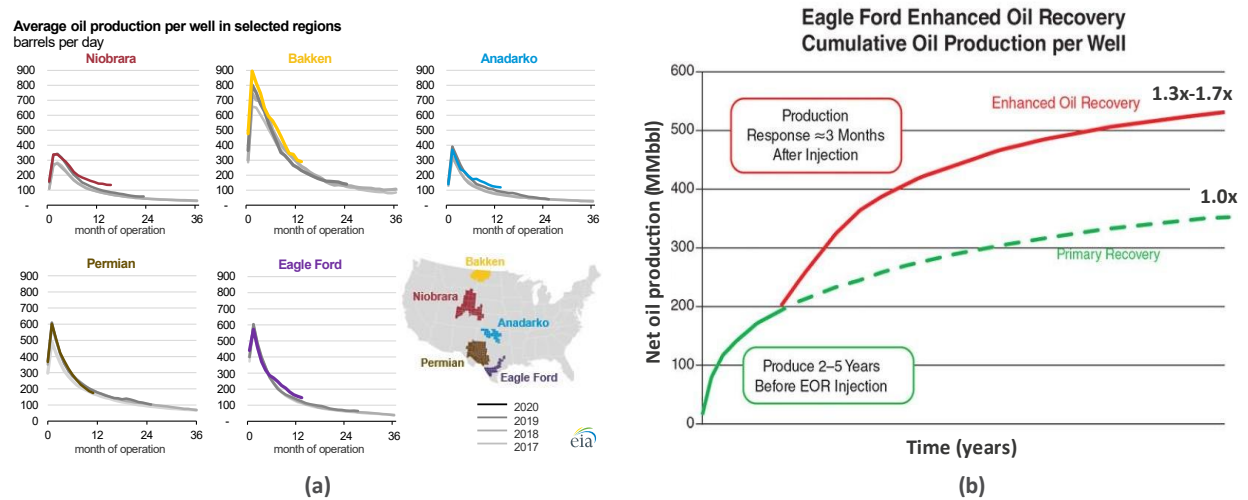 Average oil production per well in selected regions
barrels per day
Niobrara
900
800
700
600
500
400
300
200
100
-
0 12 24 36
month of operation
Bakken
900
800
700
600
500
400
300
200
100
-
0 12 24 36
month of operation
Anadarko
900
800
700
600
500
400
300
200
100
-
0 12 24 36
month of operation
Permian
900
800
700
600
500
400
300
200
100
0
0 12 24 36
month of operation
Eagle Ford
900
800
700
600
500
400
300
200
100
-
0 12 24 36
month of operation
Bakken
Niobrara
Anadarko
Permian
Eagle Ford
2020
2019
2018
2017
eia
(a)
Eagle Ford Enhanced Oil Recovery
Cumulative Oil Production per Well
Net oil production (MMbbl)
600
500
400
300
200
100
0
Production
Response ≈3 Months
After Injection
Enhanced Oil Recovery
1.3x-1.7x
1.0x
Primary Recovery
Produce 2–5 Years
Before EOR Injection
Time (years)
(b)